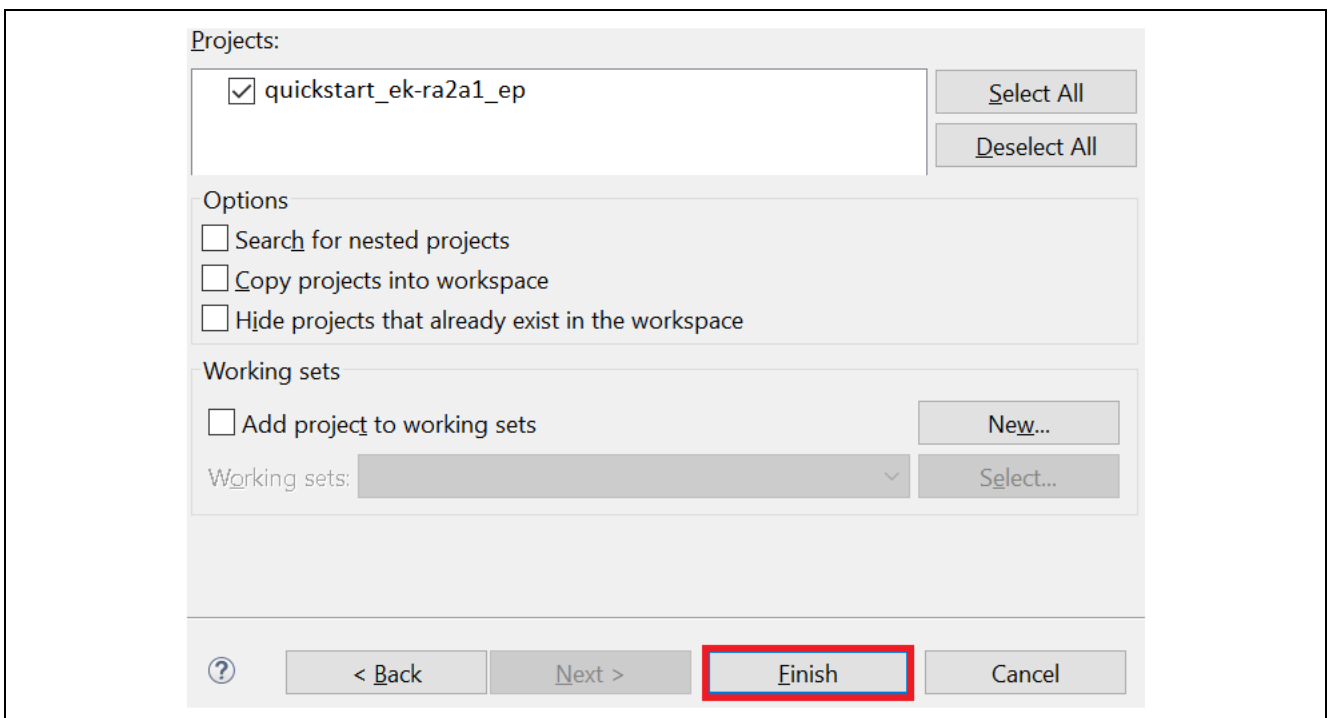 Projects:
quickstart_ek-ra2a1_ep
Select All
Deselect All
Options
Search for nested projects
Copy projects into workspace
Hide projects that already exist in the workspace
Working sets
Add project to working sets
New...
Working sets:
Select...
?
< Back
Next >
Finish
Cancel